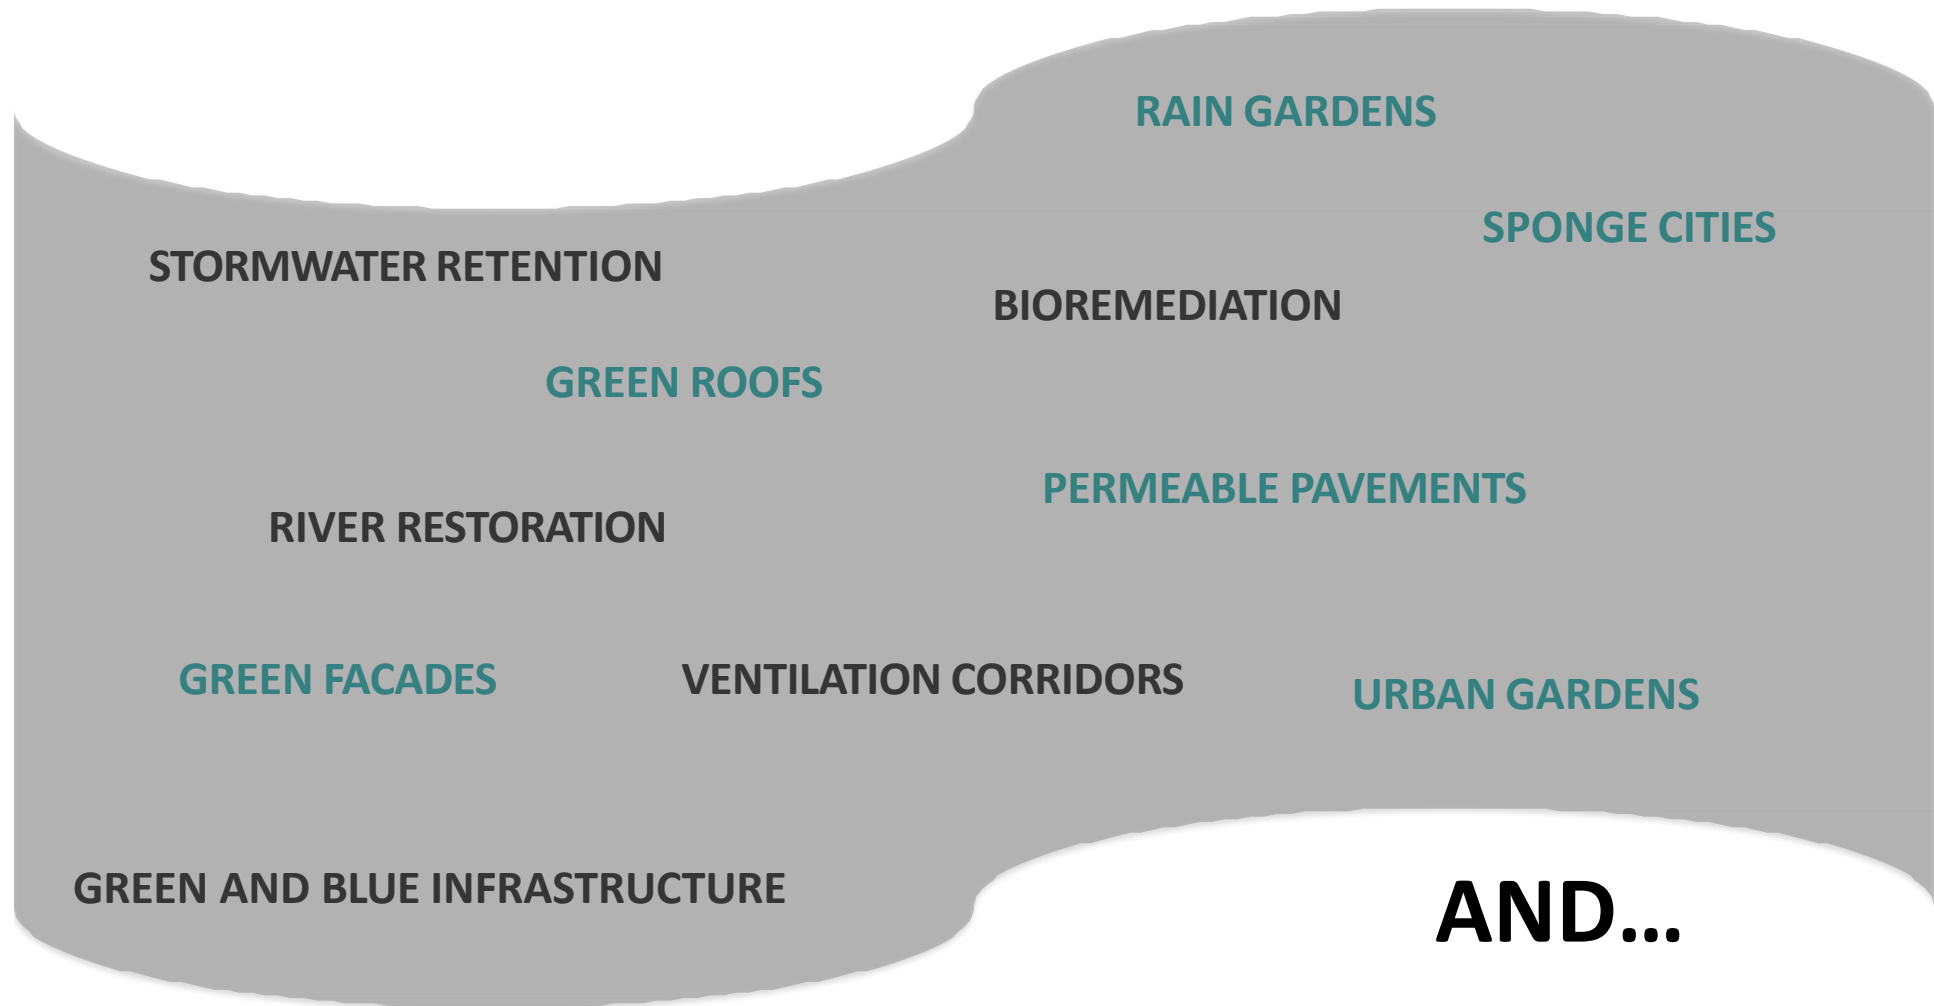 RAIN GARDENS
SPONGE CITIES
STORMWATER RETENTION
BIOREMEDIATION
GREEN ROOFS
PERMEABLE PAVEMENTS
RIVER RESTORATION
GREEN FACADES
VENTILATION CORRIDORS
URBAN GARDENS
GREEN AND BLUE INFRASTRUCTURE
AND...